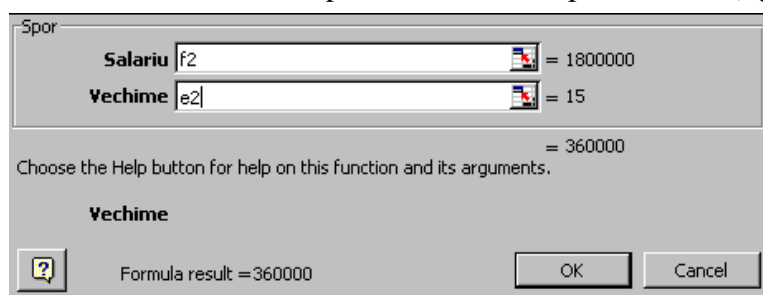 Spor
Salariu f2 = 1800000
Vechime e2 = 15
= 360000
Choose the Help button for help on this function and its arguments.
Vechime
? Formula result =360000 OK Cancel